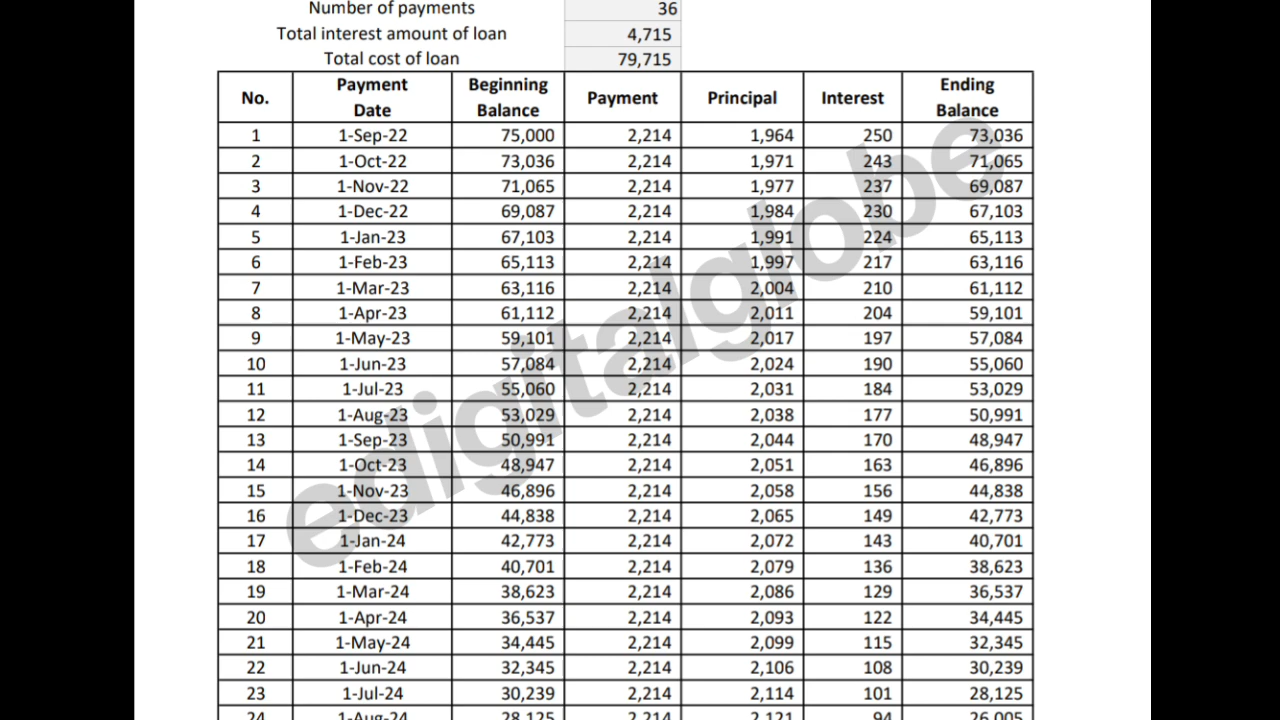 Number of payments 36
Total interest amount of loan 4,715
Total cost of loan 79,715
No. Payment Date Beginning Balance Payment Principal Interest Ending Balance
1 1-Sep-22 75,000 2,214 1,964 250 73,036
2 1-Oct-22 73,036 2,214 1,971 243 71,065
3 1-Nov-22 71,065 2,214 1,977 237 69,087
4 1-Dec-22 69,087 2,214 1,984 230 67,103
5 1-Jan-23 67,103 2,214 1,991 224 65,113
6 1-Feb-23 65,113 2,214 1,997 217 63,116
7 1-Mar-23 63,116 2,214 2,004 210 61,112
8 1-Apr-23 61,112 2,214 2,011 204 59,101
9 1-May-23 59,101 2,214 2,017 197 57,084
10 1-Jun-23 57,084 2,214 2,024 190 55,060
11 1-Jul-23 55,060 2,214 2,031 184 53,029
12 1-Aug-23 53,029 2,214 2,038 177 50,991
13 1-Sep-23 50,991 2,214 2,044 170 48,947
14 1-Oct-23 48,947 2,214 2,051 163 46,896
15 1-Nov-23 46,896 2,214 2,058 156 44,838
16 1-Dec-23 44,838 2,214 2,065 149 42,773
17 1-Jan-24 42,773 2,214 2,072 143 40,701
18 1-Feb-24 40,701 2,214 2,079 136 38,623
19 1-Mar-24 38,623 2,214 2,086 129 36,537
20 1-Apr-24 36,537 2,214 2,093 122 34,445
21 1-May-24 34,445 2,214 2,099 115 32,345
22 1-Jun-24 32,345 2,214 2,106 108 30,239
23 1-Jul-24 30,239 2,214 2,114 101 28,125
24 1-Aug-24 28,125 2,214 2,121 94 26,005
edigitalglobe